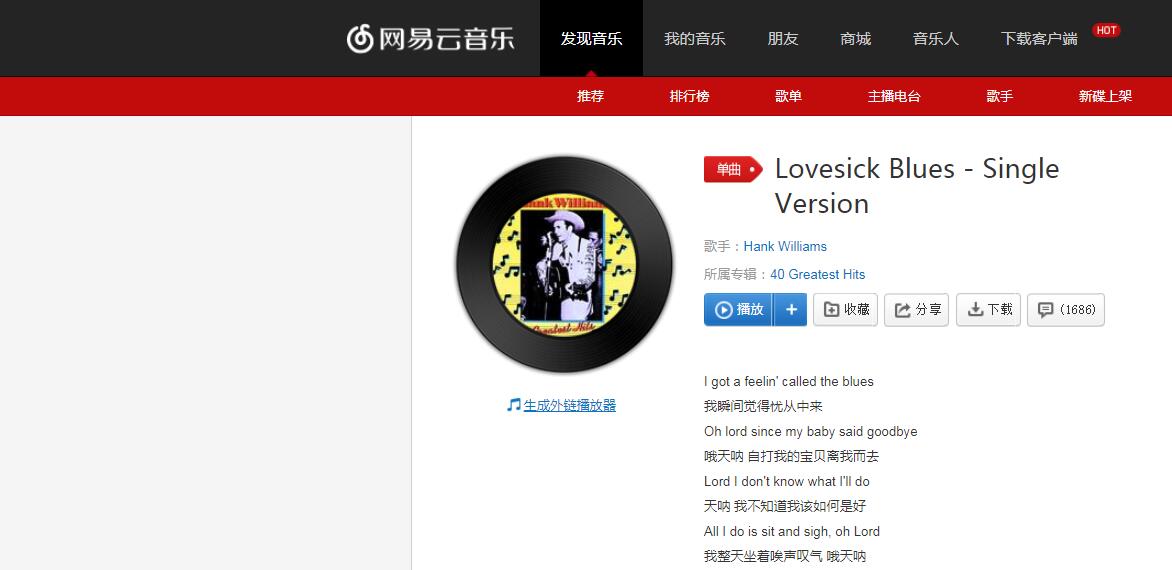 网易云音乐
发现音乐 我的音乐 朋友 商城 音乐人 下载客户端 HOT
推荐 排行榜 歌单 主播电台 歌手 新碟上架
单曲 Lovesick Blues - Single
Version
歌手：Hank Williams
所属专辑：40 Greatest Hits
播放 + 收藏 分享 下载 (1686)
Hank Williams
Greatest Hits
生成外链播放器
I got a feelin' called the blues
我瞬间觉得忧从中来
Oh lord since my baby said goodbye
哦天呐 自打我的宝贝离我而去
Lord I don't know what I'll do
天呐 我不知道我该如何是好
All I do is sit and sigh, oh Lord
我整天坐着唉声叹气 哦天呐